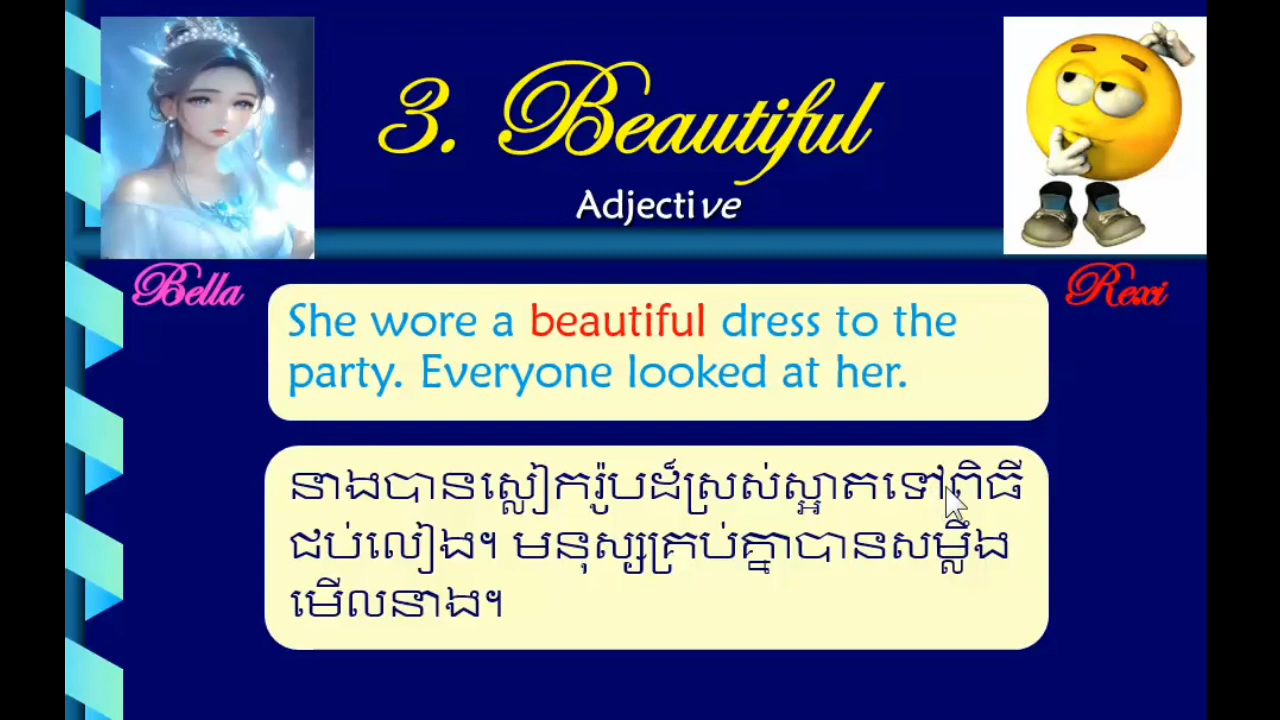 3. Beautiful
Adjective
Bella
Rexi
She wore a beautiful dress to the
party. Everyone looked at her.
នាងបានស្លៀករ៉ូបដ៏ស្រស់ស្អាតទៅពិធី
ជប់លៀង។ មនុស្សគ្រប់គ្នាបានសម្លឹង
មើលនាង។